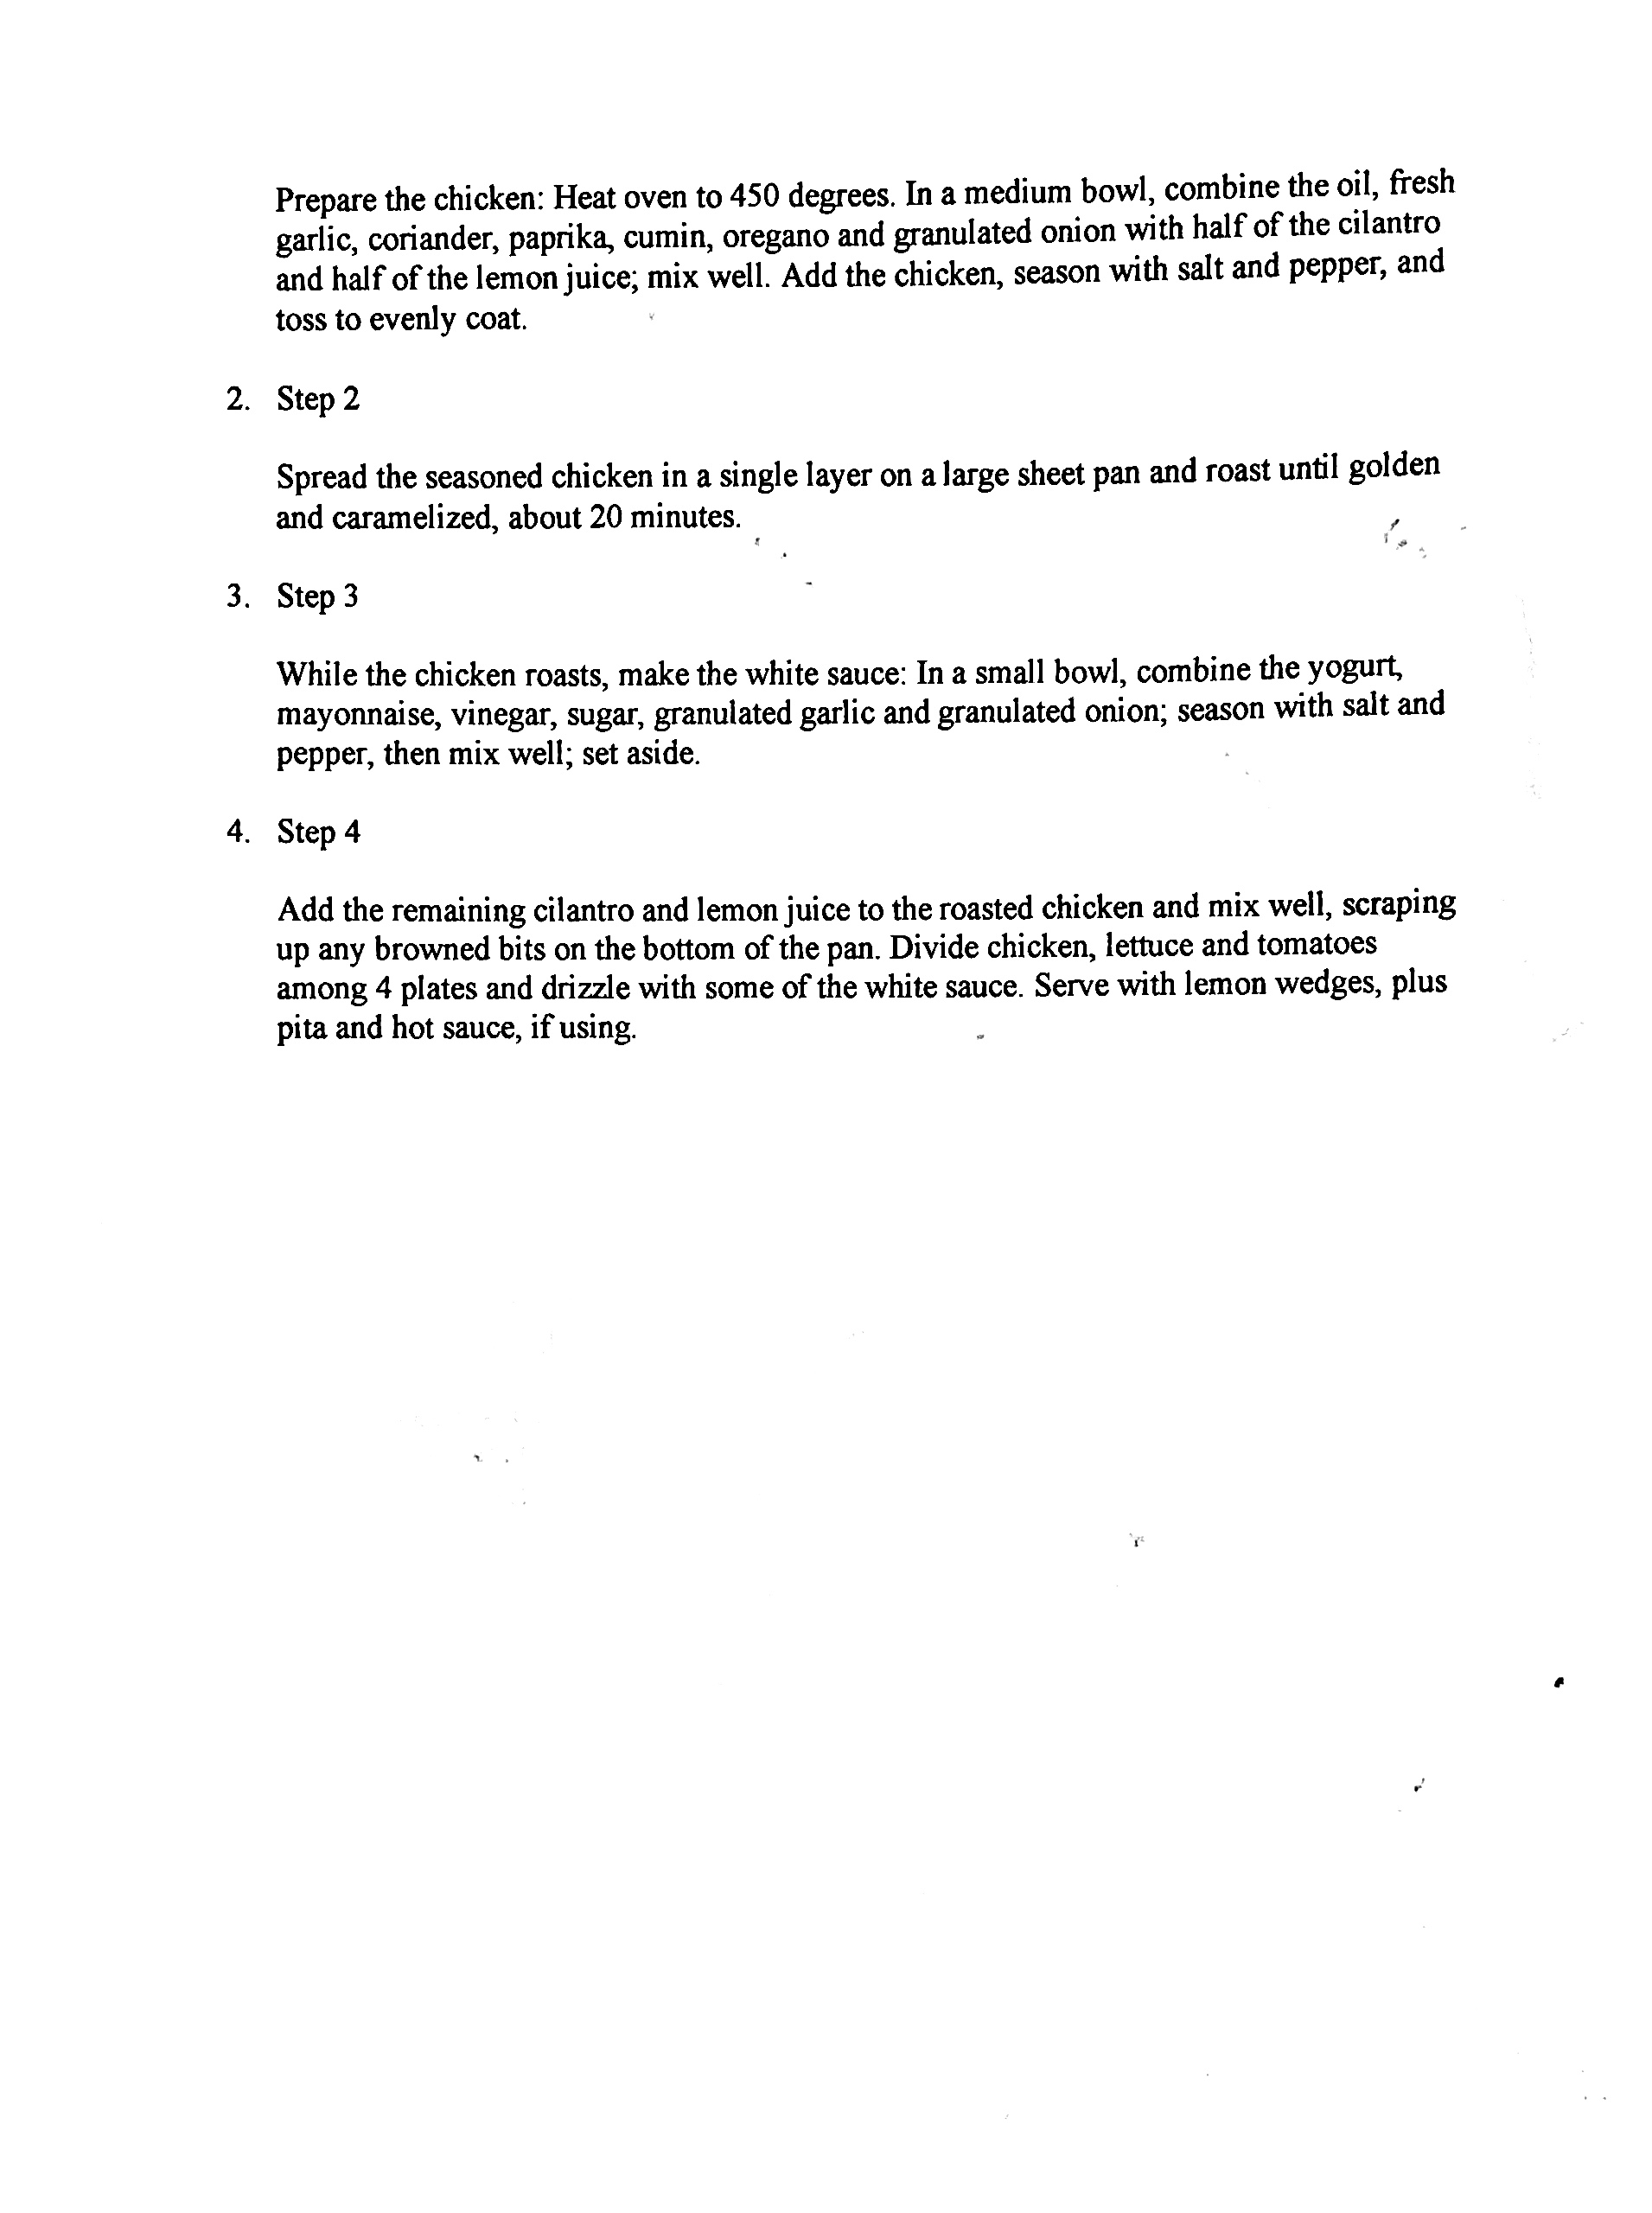 Prepare the chicken: Heat oven to 450 degrees. In a medium bowl, combine the oil, fresh
garlic, coriander, paprika, cumin, oregano and granulated onion with half of the cilantro
and half of the lemon juice; mix well. Add the chicken, season with salt and pepper, and
toss to evenly coat.
2. Step 2
Spread the seasoned chicken in a single layer on a large sheet pan and roast until golden
and caramelized, about 20 minutes.
3. Step 3
While the chicken roasts, make the white sauce: In a small bowl, combine the yogurt,
mayonnaise, vinegar, sugar, granulated garlic and granulated onion; season with salt and
pepper, then mix well; set aside.
4. Step 4
Add the remaining cilantro and lemon juice to the roasted chicken and mix well, scraping
up any browned bits on the bottom of the pan. Divide chicken, lettuce and tomatoes
among 4 plates and drizzle with some of the white sauce. Serve with lemon wedges, plus
pita and hot sauce, if using.